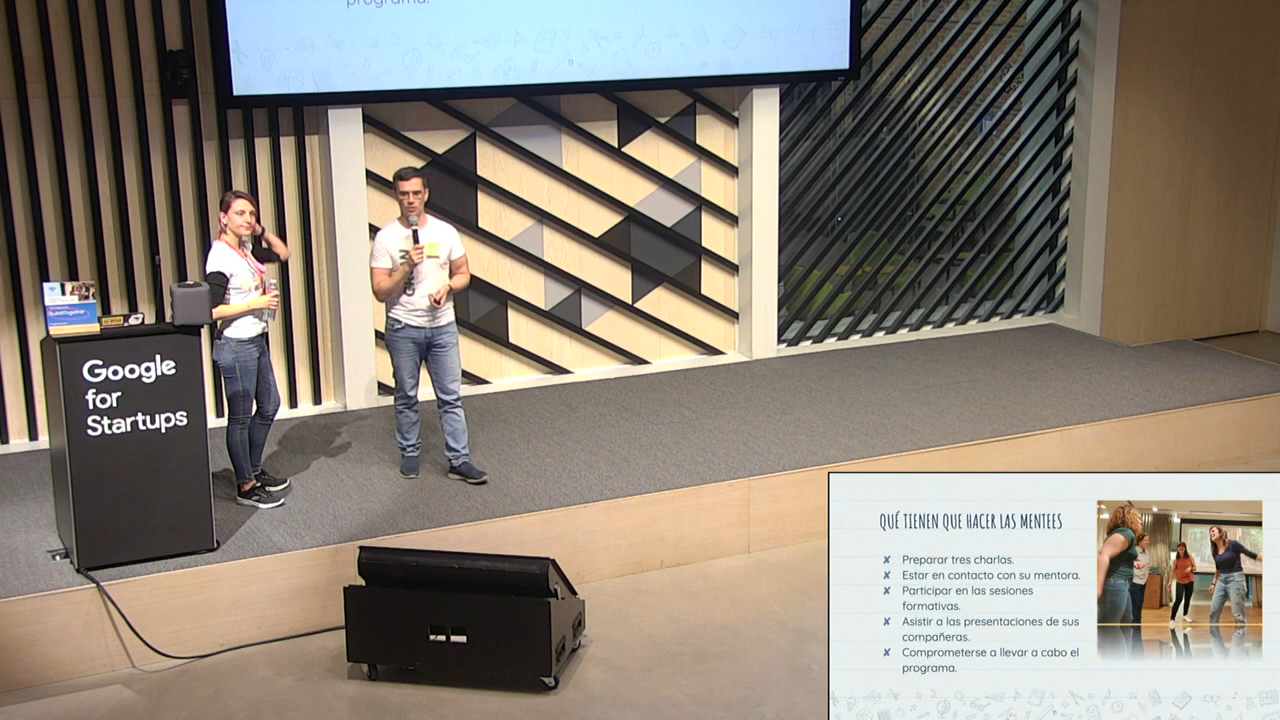 programa.
Google
for
Startups
QUÉ TIENEN QUE HACER LAS MENTEES
✘ Preparar tres charlas.
✘ Estar en contacto con su mentora.
✘ Participar en las sesiones
formativas.
✘ Asistir a las presentaciones de sus
compañeras.
✘ Comprometerse a llevar a cabo el
programa.